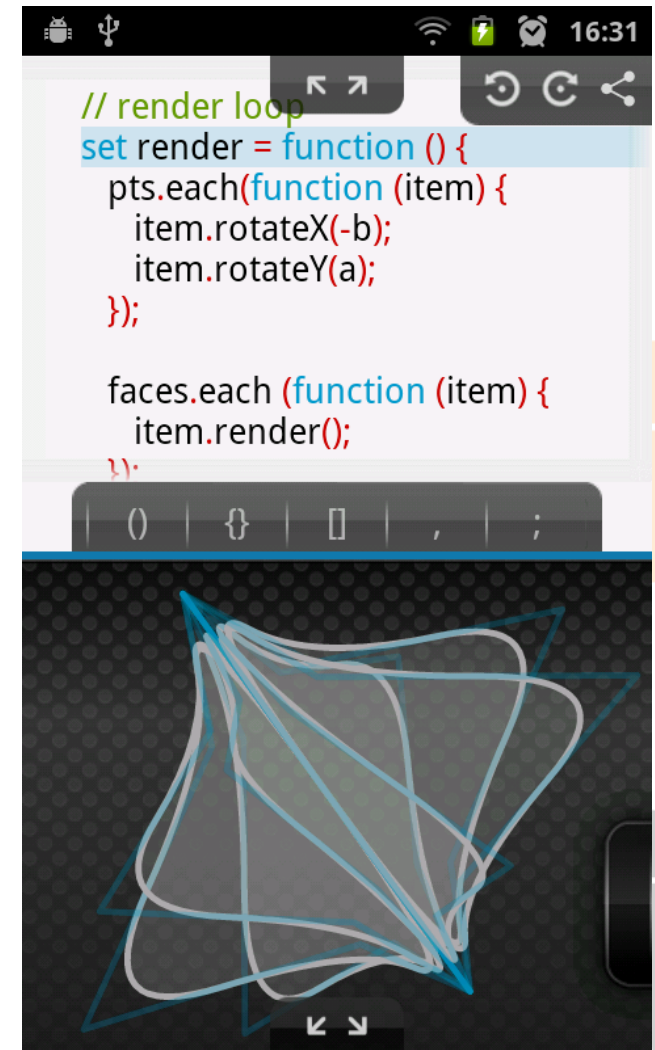 16:31
// render loop
set render = function () {
pts.each(function (item) {
item.rotateX(-b);
item.rotateY(a);
});
faces.each (function (item) {
item.render();
});
() {} [] , ;